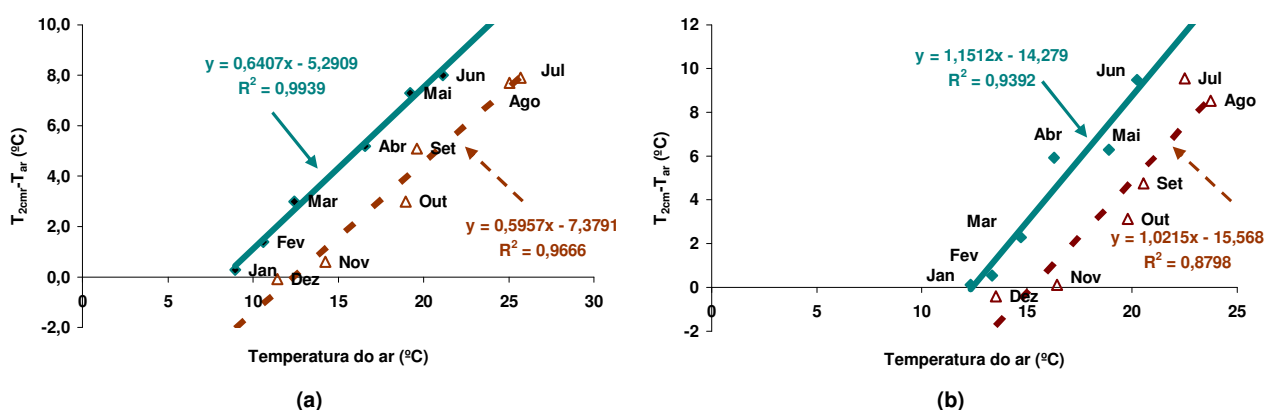 10,0
8,0
6,0
4,0
2,0
0,0
-2,0
T2cmr-Tar (ºC)
0
5
10
15
20
25
30
Temperatura do ar (ºC)
y = 0,6407x - 5,2909
R² = 0,9939
y = 0,5957x - 7,3791
R² = 0,9666
Jan
Fev
Mar
Abr
Mai
Jun
Jul
Ago
Set
Out
Nov
Dez
(a)
12
10
8
6
4
2
0
-2
T2cm-Tar (ºC)
0
5
10
15
20
25
Temperatura do ar (ºC)
y = 1,1512x - 14,279
R² = 0,9392
y = 1,0215x - 15,568
R² = 0,8798
Jan
Fev
Mar
Abr
Mai
Jun
Jul
Ago
Set
Out
Nov
Dez
(b)